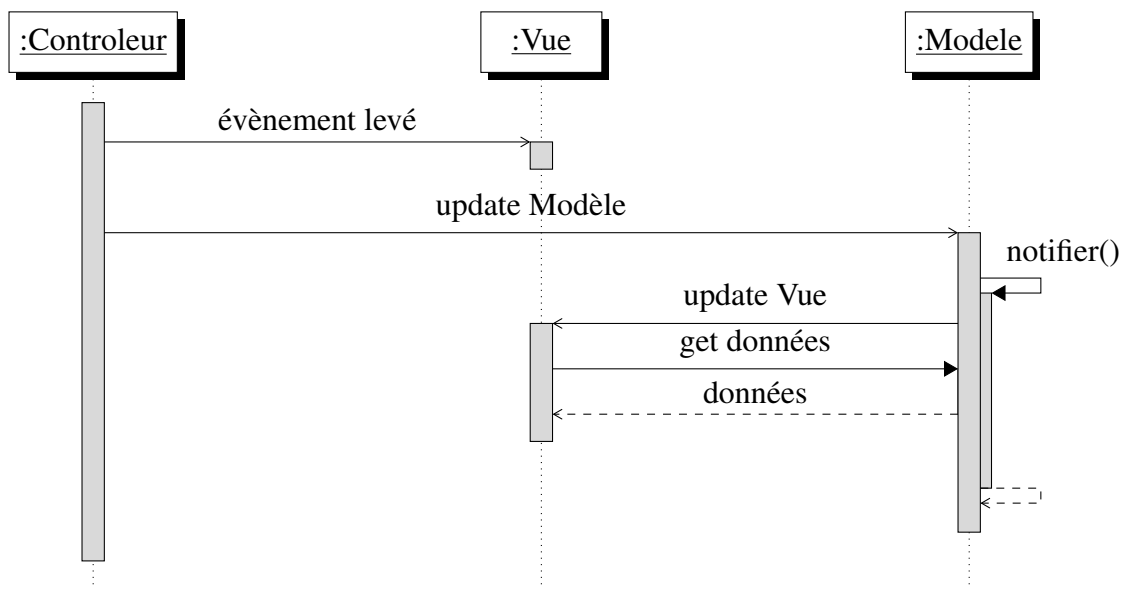 :Controleur
:Vue
:Modele
évènement levé
update Modèle
notifier()
update Vue
get données
données